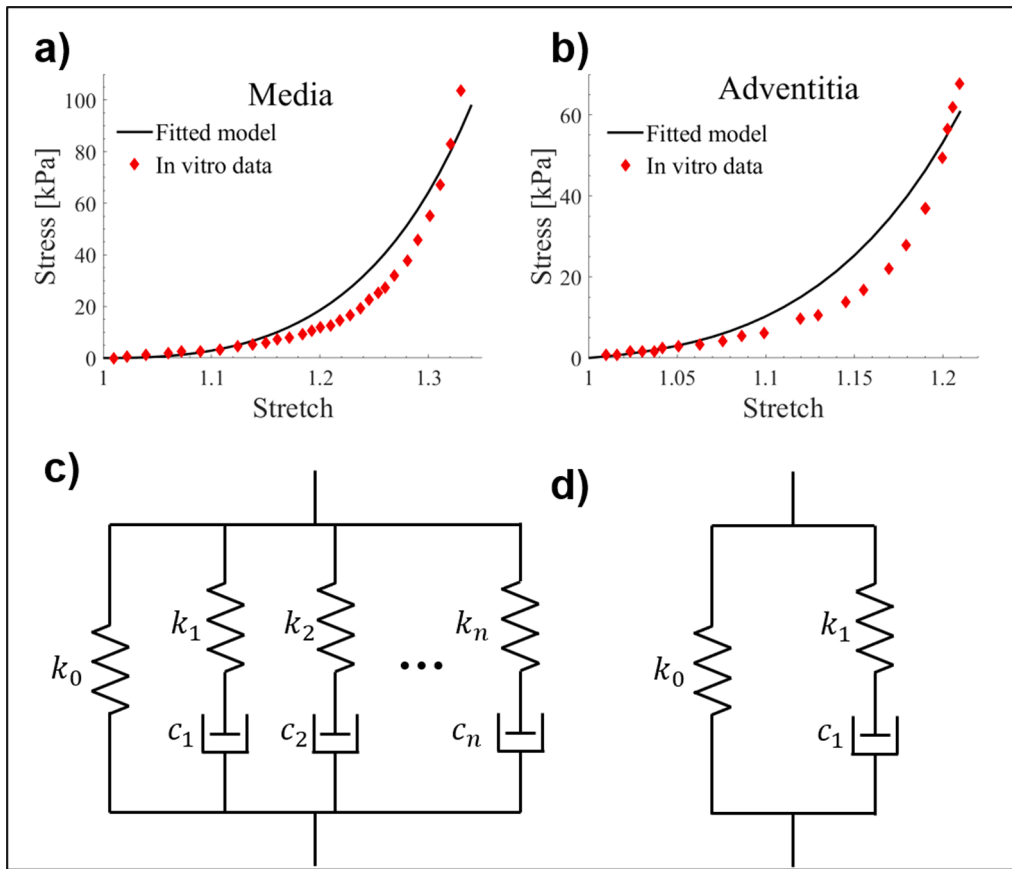 a)
Media
Fitted model
In vitro data
Stress [kPa]
100
80
60
40
20
0
1
1.1
1.2
1.3
Stretch
b)
Adventitia
Fitted model
In vitro data
Stress [kPa]
60
40
20
0
1
1.05
1.1
1.15
1.2
Stretch
c)
k₀
k₁
k₂
•••
kₙ
c₁
c₂
cₙ
d)
k₀
k₁
c₁